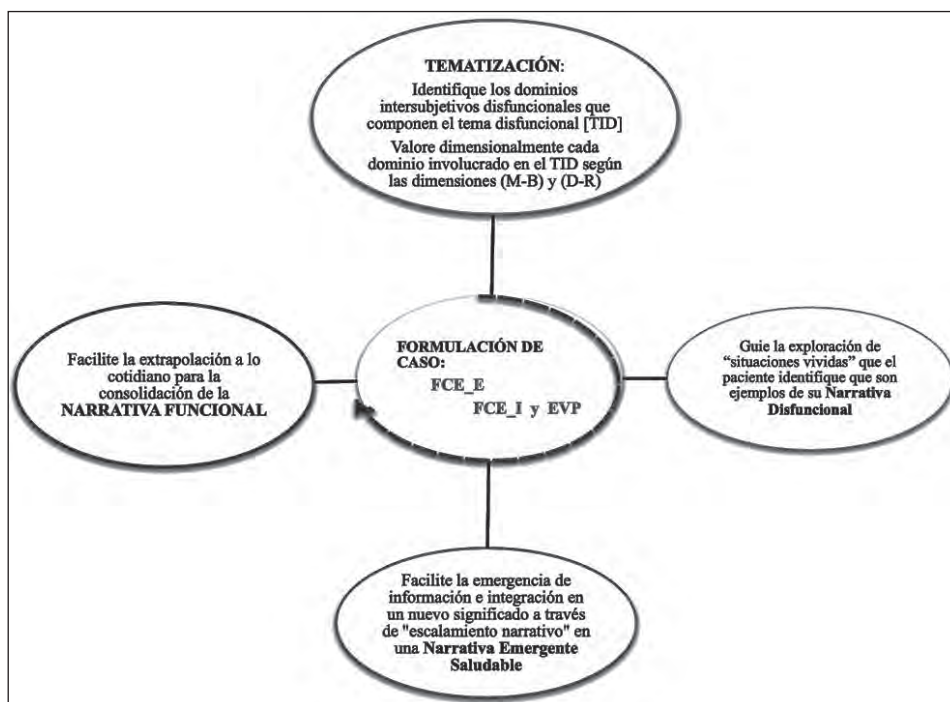 TEMATIZACIÓN:
Identifique los dominios
intersubjetivos disfuncionales que
componen el tema disfuncional [TID]
Valore dimensionalmente cada
dominio involucrado en el TID según
las dimensiones (M-B) y (D-R)
Facilite la extrapolación a lo
cotidiano para la
consolidación de la
NARRATIVA FUNCIONAL
FORMULACIÓN DE
CASO:
FCE_E
FCE_I y EVP
Guie la exploración de
“situaciones vividas” que el
paciente identifique que son
ejemplos de su Narrativa
Disfuncional
Facilite la emergencia de
información e integración en
un nuevo significado a través
de "escalamiento narrativo" en
una Narrativa Emergente
Saludable